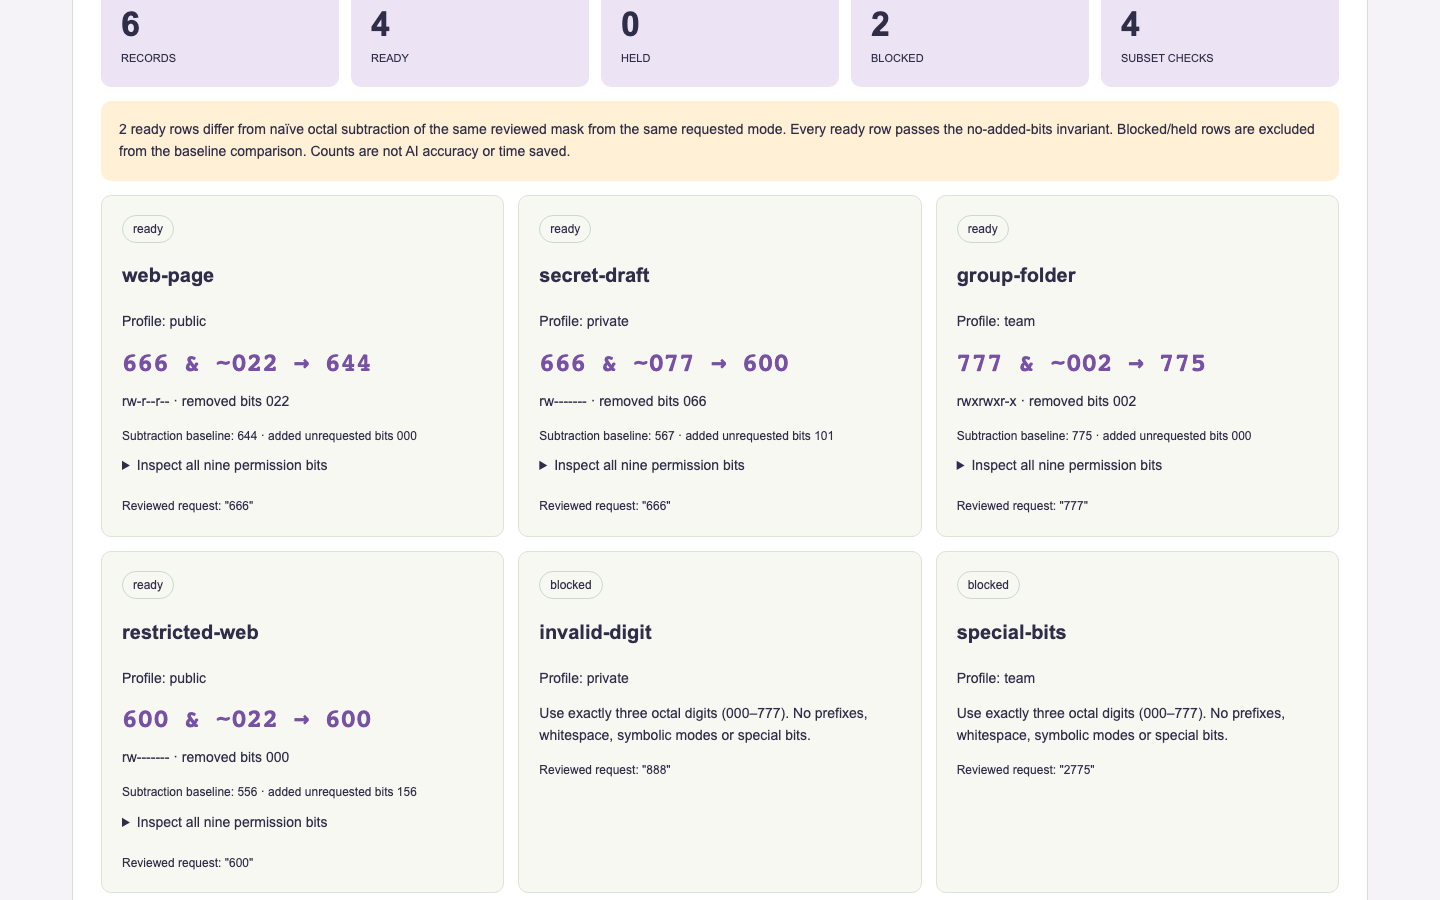 6
RECORDS
4
READY
0
HELD
2
BLOCKED
4
SUBSET CHECKS
2 ready rows differ from naïve octal subtraction of the same reviewed mask from the same requested mode. Every ready row passes the no-added-bits invariant. Blocked/held rows are excluded
from the baseline comparison. Counts are not AI accuracy or time saved.
ready
web-page
Profile: public
666 & ~022 → 644
rw-r--r-- · removed bits 022
Subtraction baseline: 644 · added unrequested bits 000
▶ Inspect all nine permission bits
Reviewed request: "666"
ready
secret-draft
Profile: private
666 & ~077 → 600
rw------- · removed bits 066
Subtraction baseline: 567 · added unrequested bits 101
▶ Inspect all nine permission bits
Reviewed request: "666"
ready
group-folder
Profile: team
777 & ~002 → 775
rwxrwxr-x · removed bits 002
Subtraction baseline: 775 · added unrequested bits 000
▶ Inspect all nine permission bits
Reviewed request: "777"
ready
restricted-web
Profile: public
600 & ~022 → 600
rw------- · removed bits 000
Subtraction baseline: 556 · added unrequested bits 156
▶ Inspect all nine permission bits
Reviewed request: "600"
blocked
invalid-digit
Profile: private
Use exactly three octal digits (000–777). No prefixes,
whitespace, symbolic modes or special bits.
Reviewed request: "888"
blocked
special-bits
Profile: team
Use exactly three octal digits (000–777). No prefixes,
whitespace, symbolic modes or special bits.
Reviewed request: "2775"